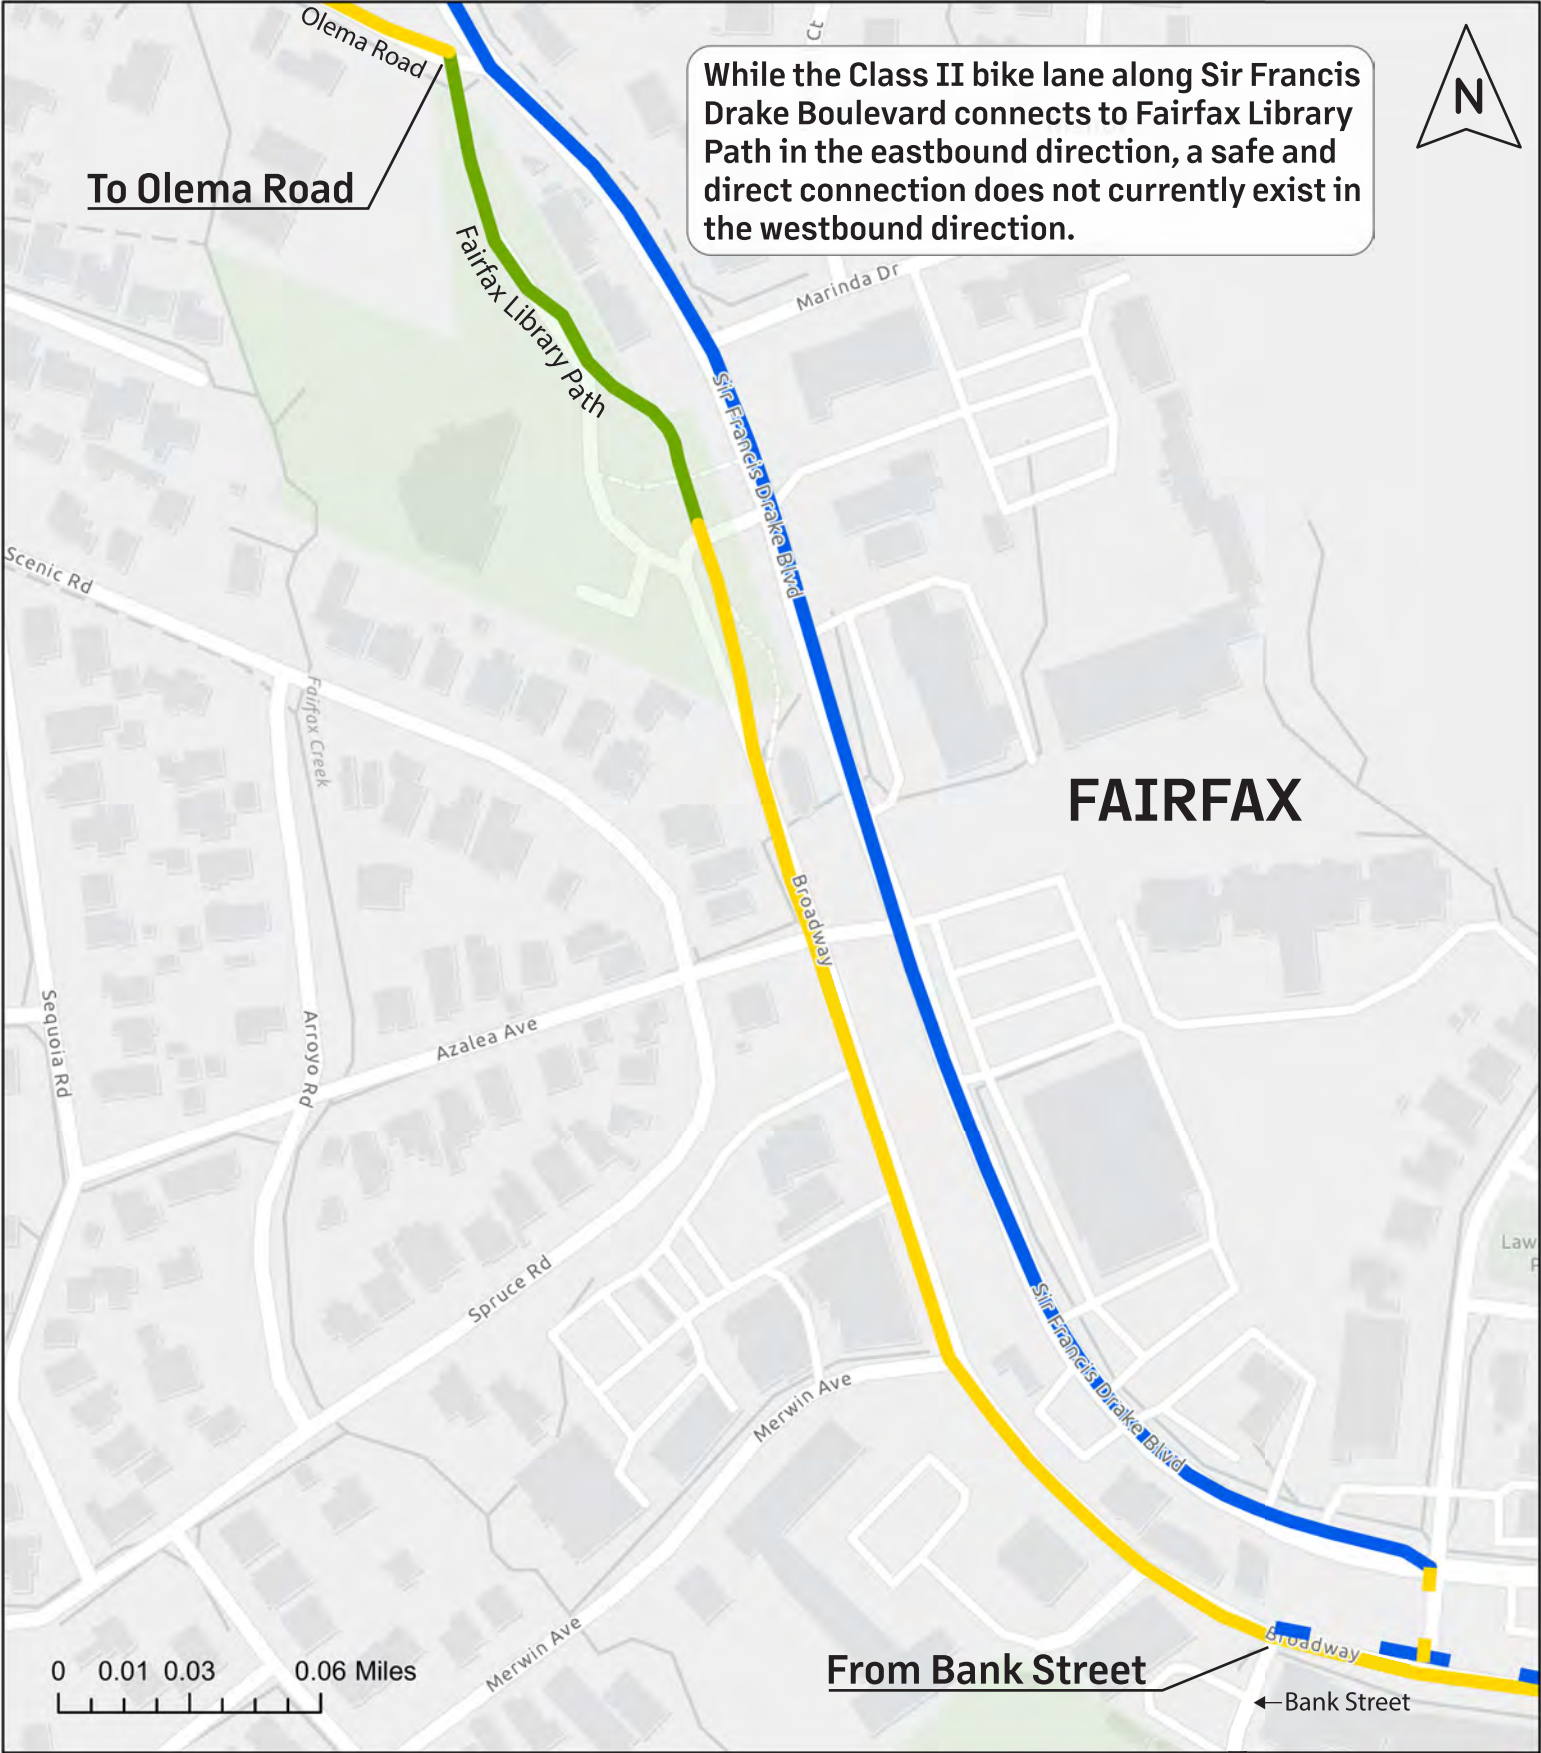 Olema Road
Ct
While the Class II bike lane along Sir Francis
Drake Boulevard connects to Fairfax Library
Path in the eastbound direction, a safe and
direct connection does not currently exist in
the westbound direction.
N
To Olema Road
Fairfax Library Path
Marinda Dr
Sir Francis Drake Blvd
Scenic Rd
Fairfax Creek
FAIRFAX
Broadway
Sequoia Rd
Arroyo Rd
Azalea Ave
Law
Spruce Rd
Sir Francis Drake Blvd
Merwin Ave
Merwin Ave
Broadway
From Bank Street
Bank Street
0 0.01 0.03 0.06 Miles